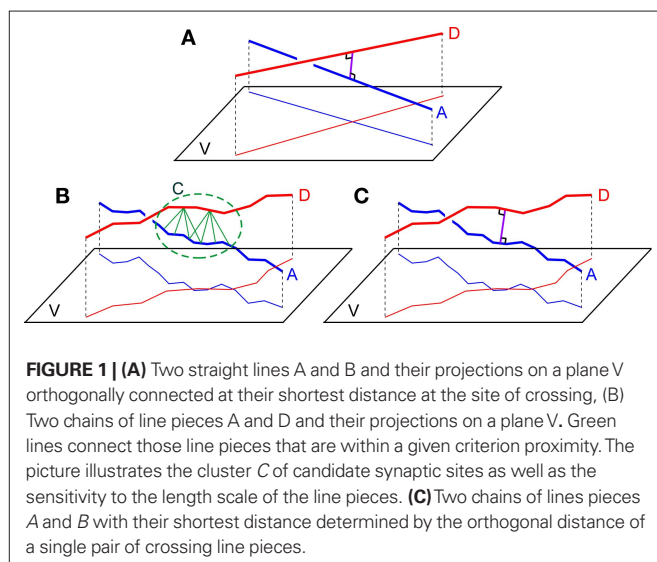 A
D
A
V
B
C
D
A
V
C
D
A
V
FIGURE 1 | (A) Two straight lines A and B and their projections on a plane V
orthogonally connected at their shortest distance at the site of crossing, (B)
Two chains of line pieces A and D and their projections on a plane V. Green
lines connect those line pieces that are within a given criterion proximity. The
picture illustrates the cluster C of candidate synaptic sites as well as the
sensitivity to the length scale of the line pieces. (C) Two chains of lines pieces
A and B with their shortest distance determined by the orthogonal distance of
a single pair of crossing line pieces.